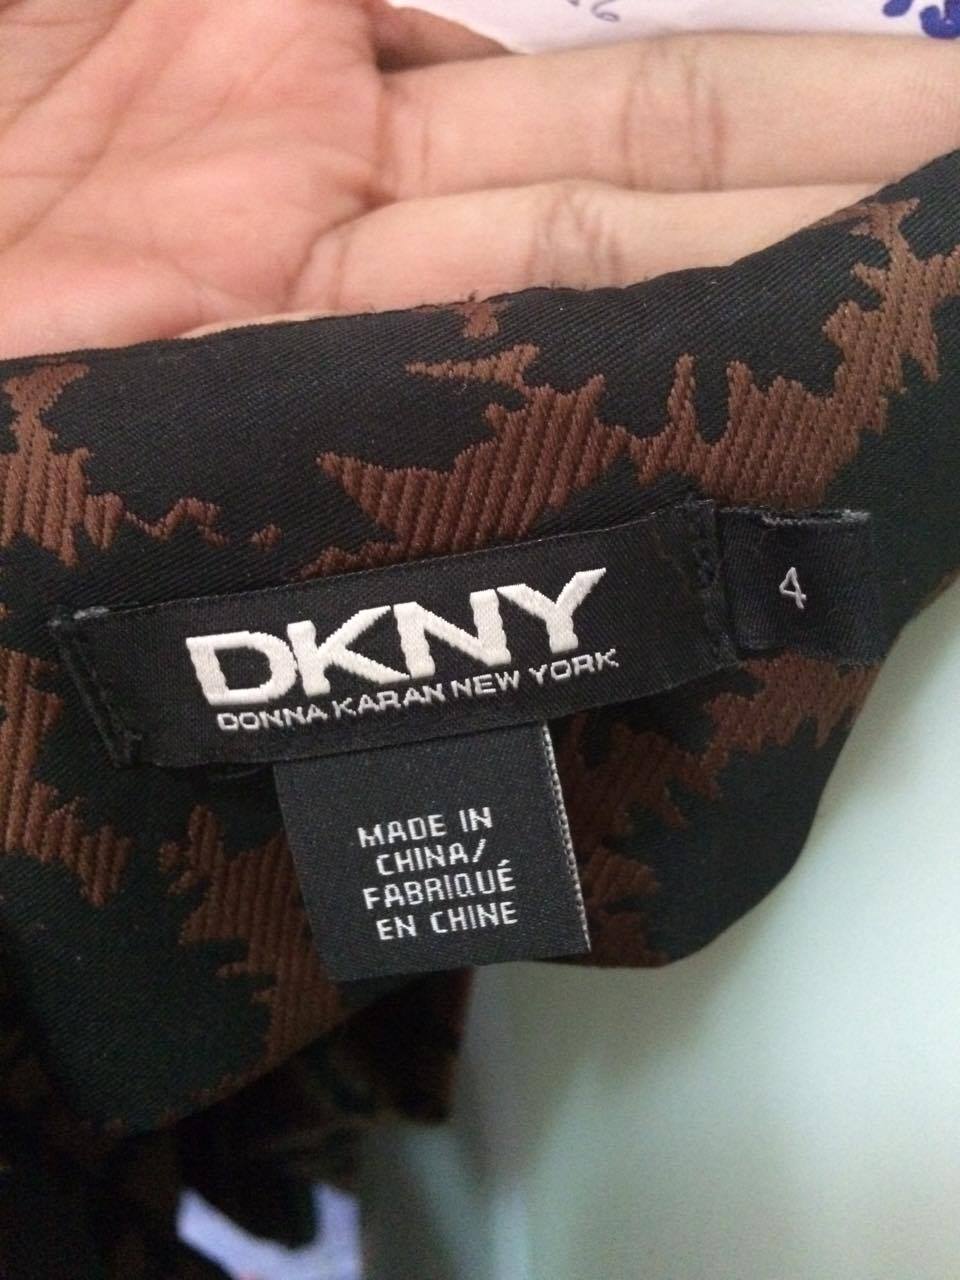 DKNY
DONNA KARAN NEW YORK
4
MADE IN
CHINA/
FABRIQUÉ
EN CHINE